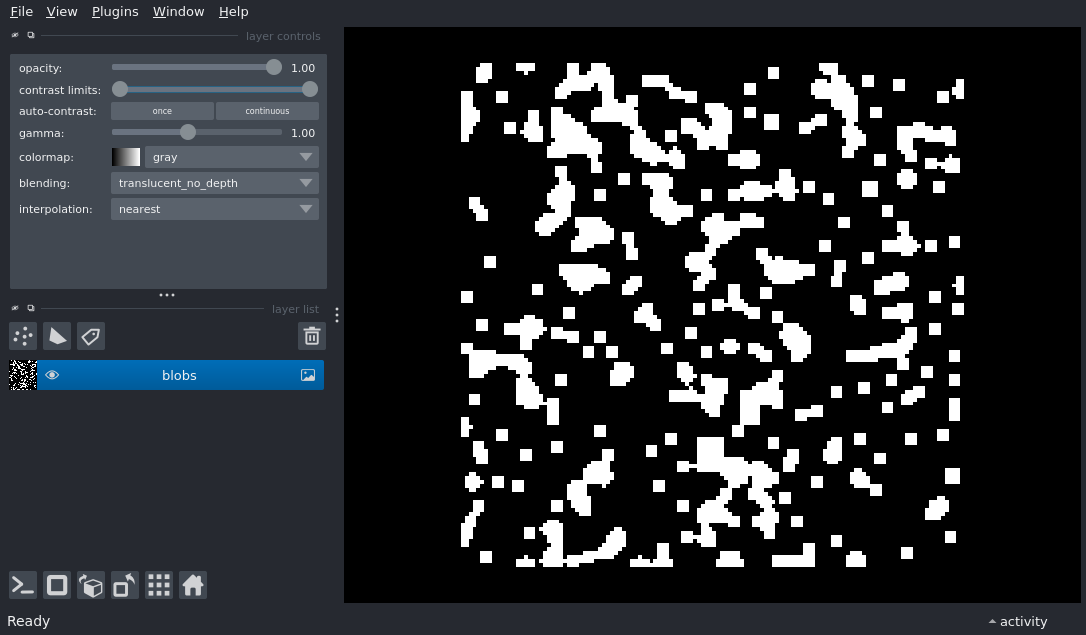 File View Plugins Window Help
layer controls
opacity: 1.00
contrast limits:
auto-contrast: once continuous
gamma: 1.00
colormap: gray
blending: translucent_no_depth
interpolation: nearest
layer list
blobs
Ready activity